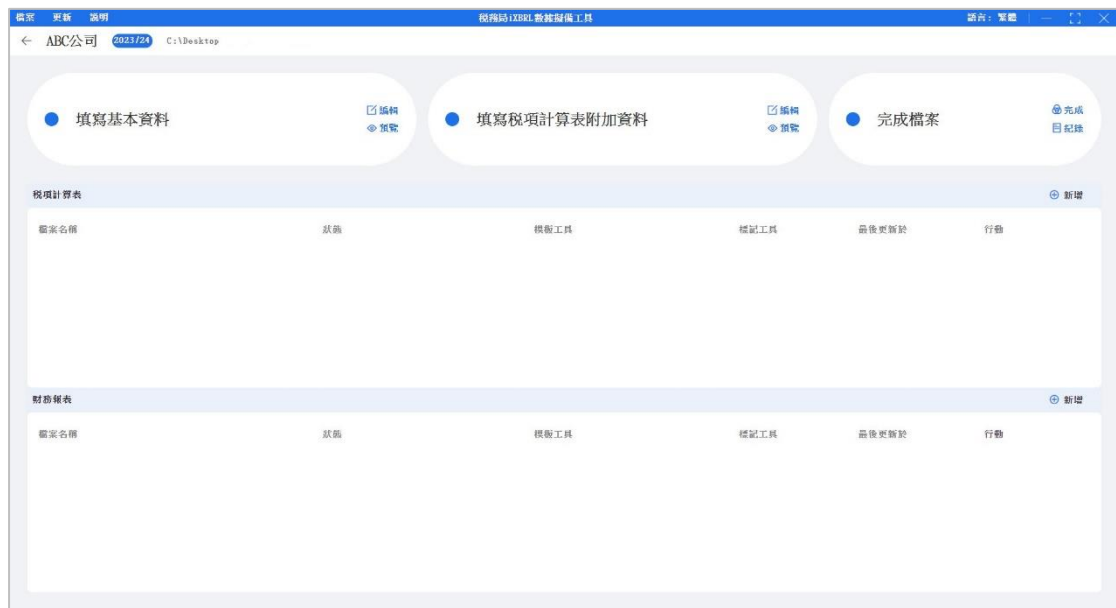 檔案 更新 說明 税務局iXBRL數據擬備工具 語言: 繁體
ABC公司 2023/24 C:\Desktop
填寫基本資料 編輯 預覽 填寫税項計算表附加資料 編輯 預覽 完成檔案 完成 記錄
税項計算表 新增
檔案名稱 狀態 模板工具 標記工具 最後更新於 行動
財務報表 新增
檔案名稱 狀態 模板工具 標記工具 最後更新於 行動